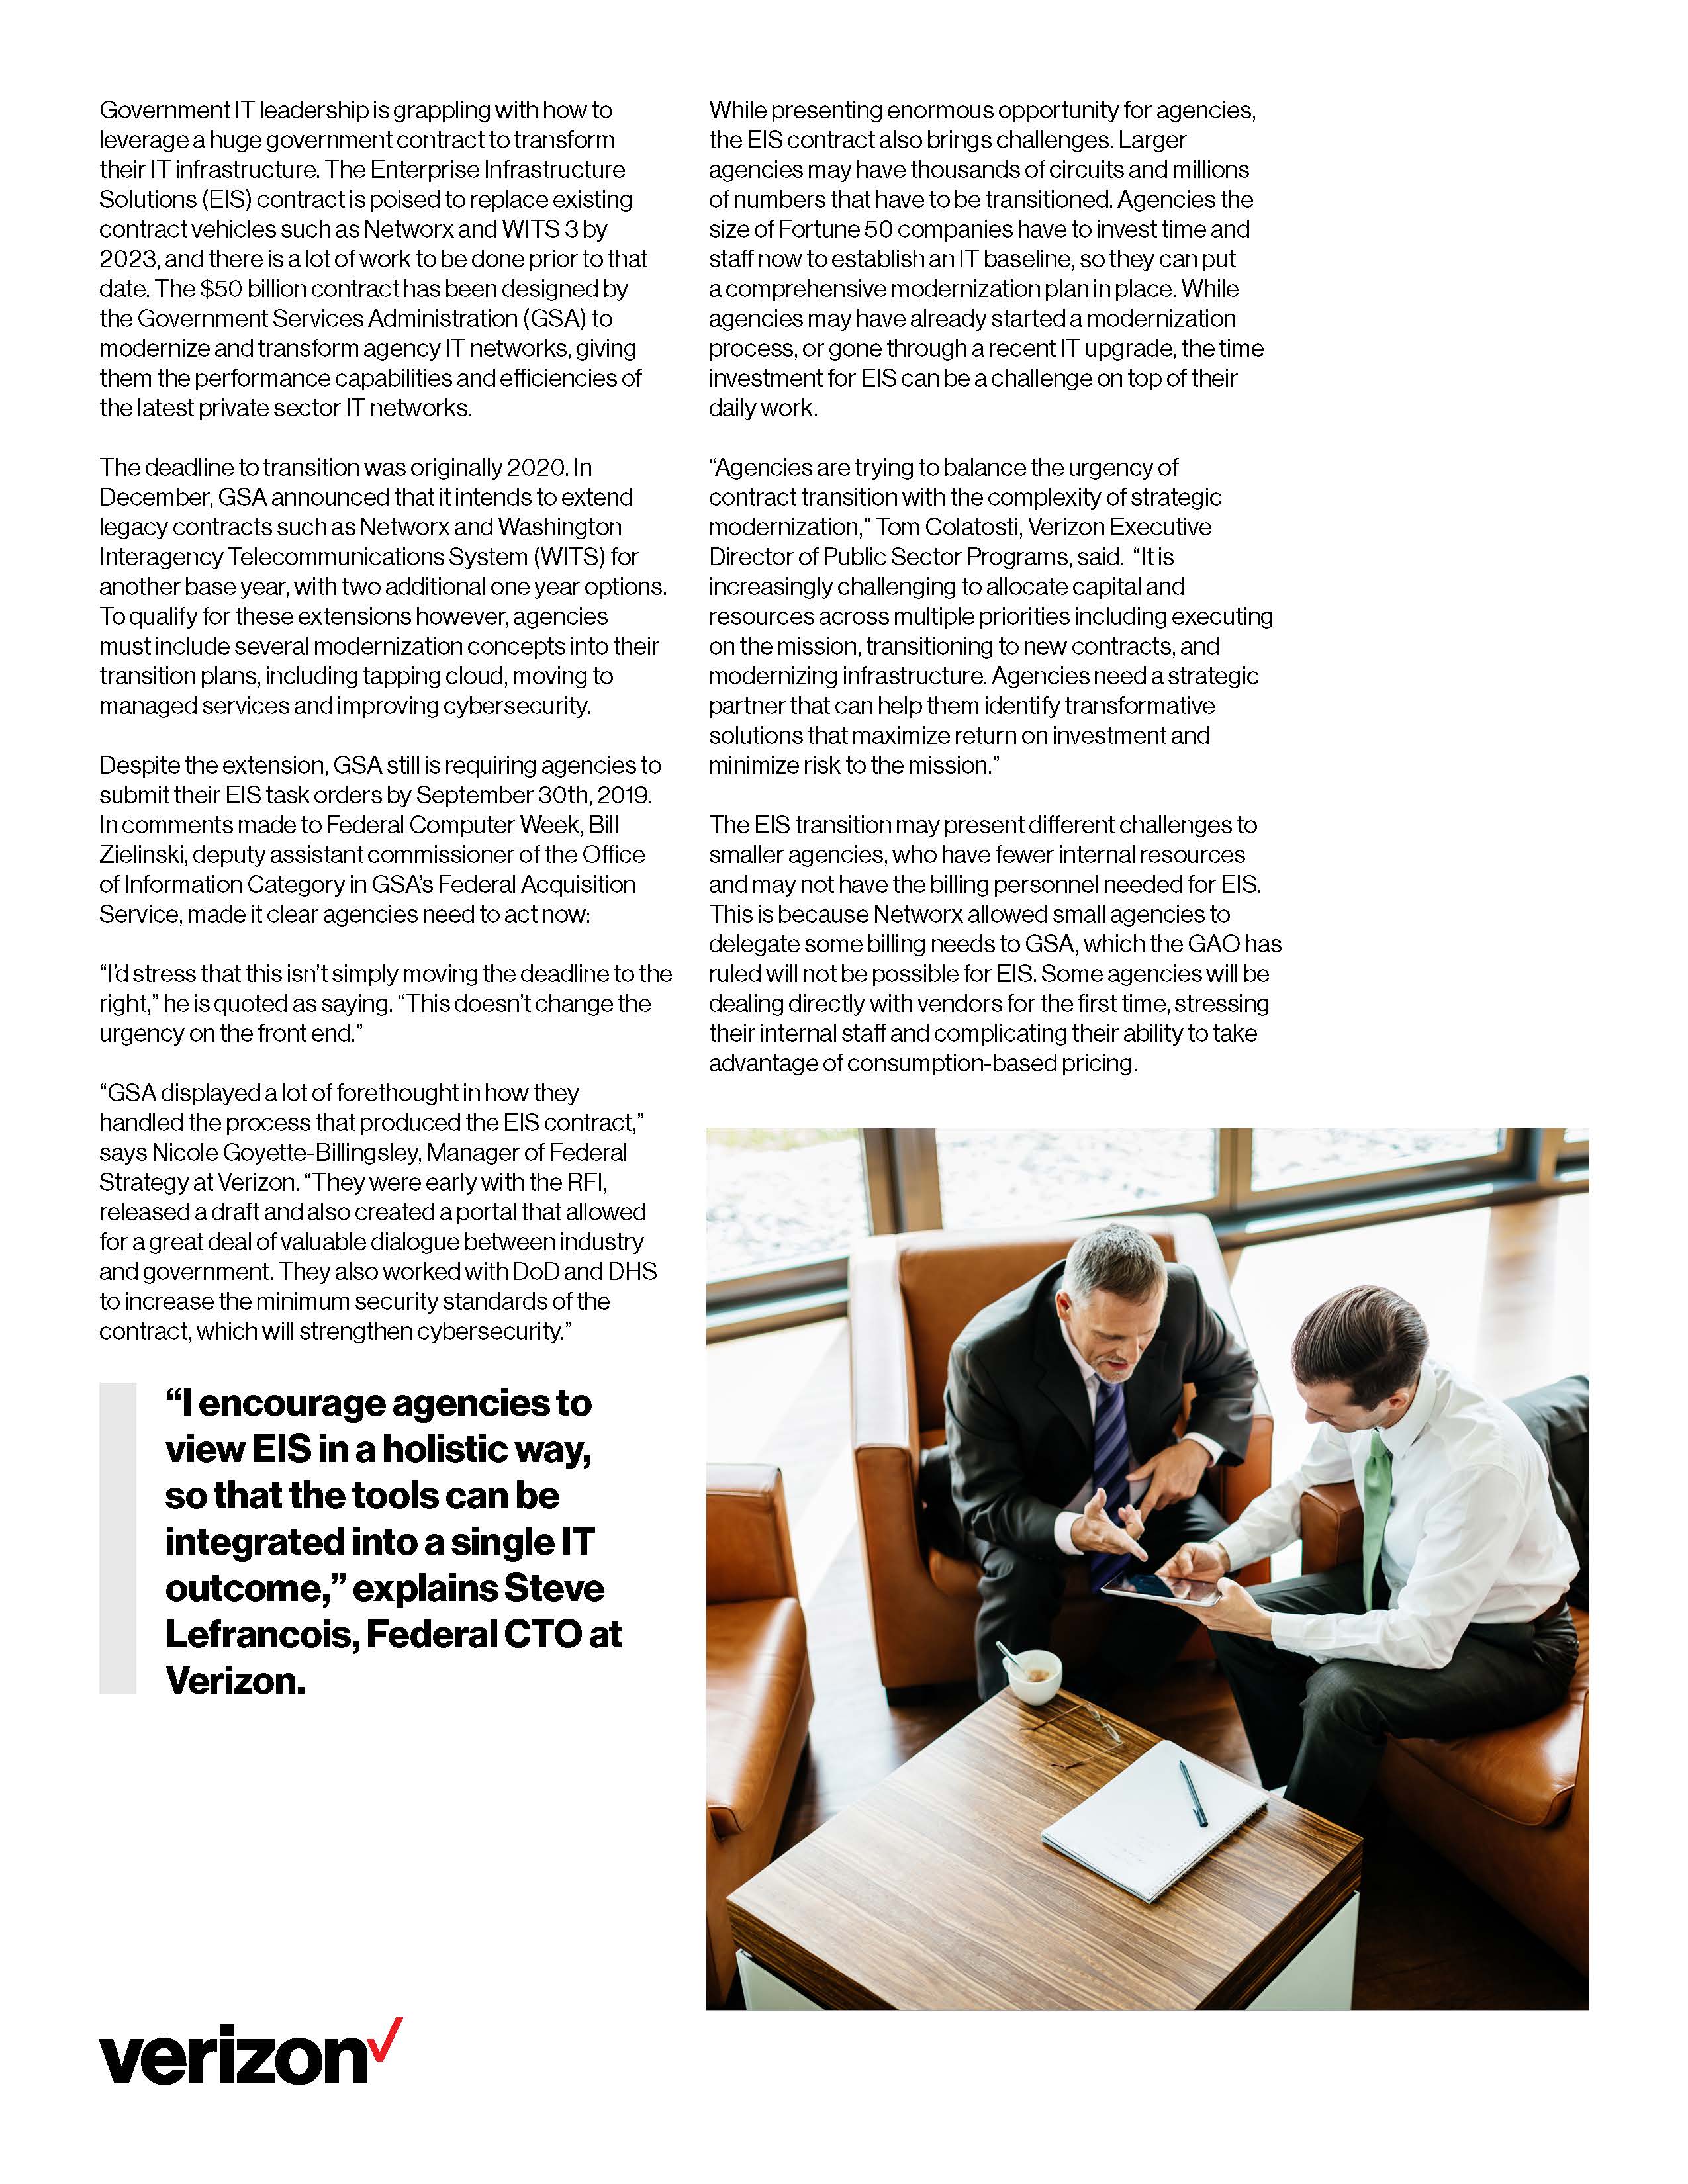 Government IT leadership is grappling with how to
leverage a huge government contract to transform
their IT infrastructure. The Enterprise Infrastructure
Solutions (EIS) contract is poised to replace existing
contract vehicles such as Networx and WITS 3 by
2023, and there is a lot of work to be done prior to that
date. The $50 billion contract has been designed by
the Government Services Administration (GSA) to
modernize and transform agency IT networks, giving
them the performance capabilities and efficiencies of
the latest private sector IT networks.
The deadline to transition was originally 2020. In
December, GSA announced that it intends to extend
legacy contracts such as Networx and Washington
Interagency Telecommunications System (WITS) for
another base year, with two additional one year options.
To qualify for these extensions however, agencies
must include several modernization concepts into their
transition plans, including tapping cloud, moving to
managed services and improving cybersecurity.
Despite the extension, GSA still is requiring agencies to
submit their EIS task orders by September 30th, 2019.
In comments made to Federal Computer Week, Bill
Zielinski, deputy assistant commissioner of the Office
of Information Category in GSA’s Federal Acquisition
Service, made it clear agencies need to act now:
“I’d stress that this isn’t simply moving the deadline to the
right,” he is quoted as saying. “This doesn’t change the
urgency on the front end.”
“GSA displayed a lot of forethought in how they
handled the process that produced the EIS contract,”
says Nicole Goyette-Billingsley, Manager of Federal
Strategy at Verizon. “They were early with the RFI,
released a draft and also created a portal that allowed
for a great deal of valuable dialogue between industry
and government. They also worked with DoD and DHS
to increase the minimum security standards of the
contract, which will strengthen cybersecurity.”
“I encourage agencies to
view EIS in a holistic way,
so that the tools can be
integrated into a single IT
outcome,” explains Steve
Lefrancois, Federal CTO at
Verizon.
While presenting enormous opportunity for agencies,
the EIS contract also brings challenges. Larger
agencies may have thousands of circuits and millions
of numbers that have to be transitioned. Agencies the
size of Fortune 50 companies have to invest time and
staff now to establish an IT baseline, so they can put
a comprehensive modernization plan in place. While
agencies may have already started a modernization
process, or gone through a recent IT upgrade, the time
investment for EIS can be a challenge on top of their
daily work.
“Agencies are trying to balance the urgency of
contract transition with the complexity of strategic
modernization,” Tom Colatosti, Verizon Executive
Director of Public Sector Programs, said. “It is
increasingly challenging to allocate capital and
resources across multiple priorities including executing
on the mission, transitioning to new contracts, and
modernizing infrastructure. Agencies need a strategic
partner that can help them identify transformative
solutions that maximize return on investment and
minimize risk to the mission.”
The EIS transition may present different challenges to
smaller agencies, who have fewer internal resources
and may not have the billing personnel needed for EIS.
This is because Networx allowed small agencies to
delegate some billing needs to GSA, which the GAO has
ruled will not be possible for EIS. Some agencies will be
dealing directly with vendors for the first time, stressing
their internal staff and complicating their ability to take
advantage of consumption-based pricing.
verizon